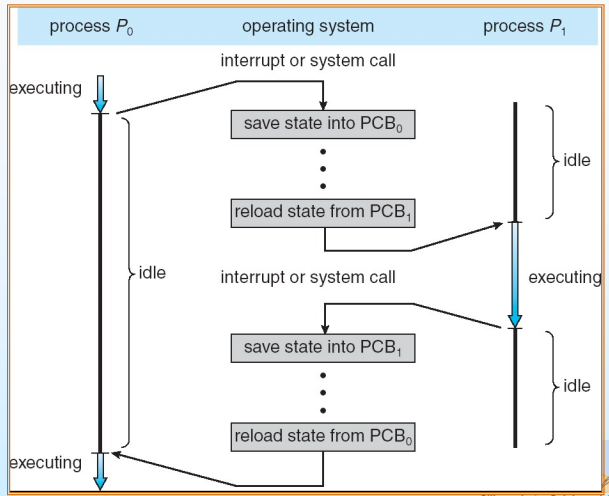 process P₀ operating system process P₁
interrupt or system call
executing
save state into PCB₀
idle
reload state from PCB₁
idle
interrupt or system call
executing
save state into PCB₁
idle
reload state from PCB₀
executing